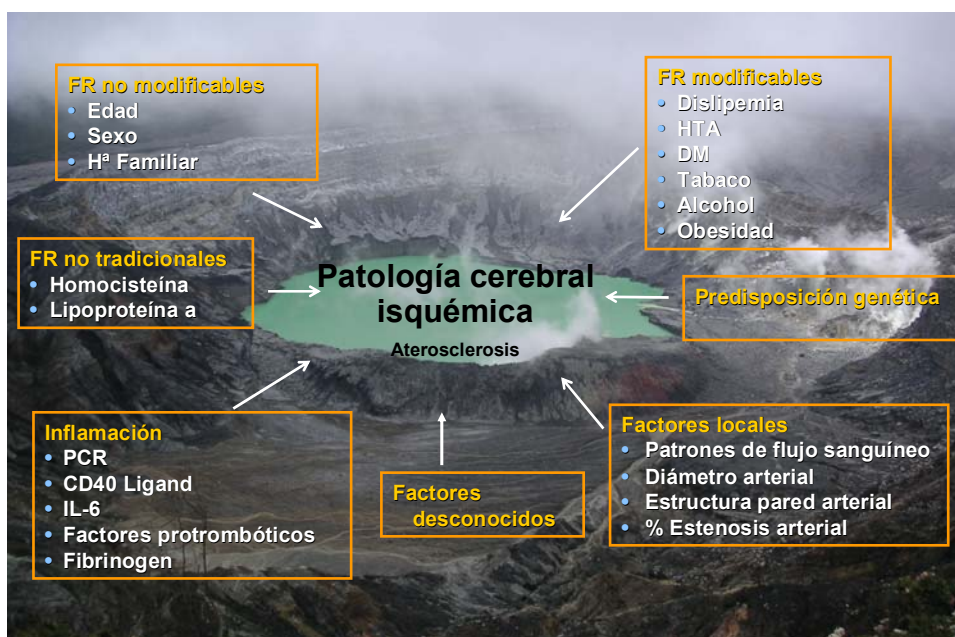 FR no modificables
• Edad
• Sexo
• Hª Familiar
FR modificables
• Dislipemia
• HTA
• DM
• Tabaco
• Alcohol
• Obesidad
FR no tradicionales
• Homocisteína
• Lipoproteína a
Patología cerebral
isquémica
Aterosclerosis
Predisposición genética
Inflamación
• PCR
• CD40 Ligand
• IL-6
• Factores protrombóticos
• Fibrinogen
Factores
desconocidos
Factores locales
• Patrones de flujo sanguíneo
• Diámetro arterial
• Estructura pared arterial
• % Estenosis arterial